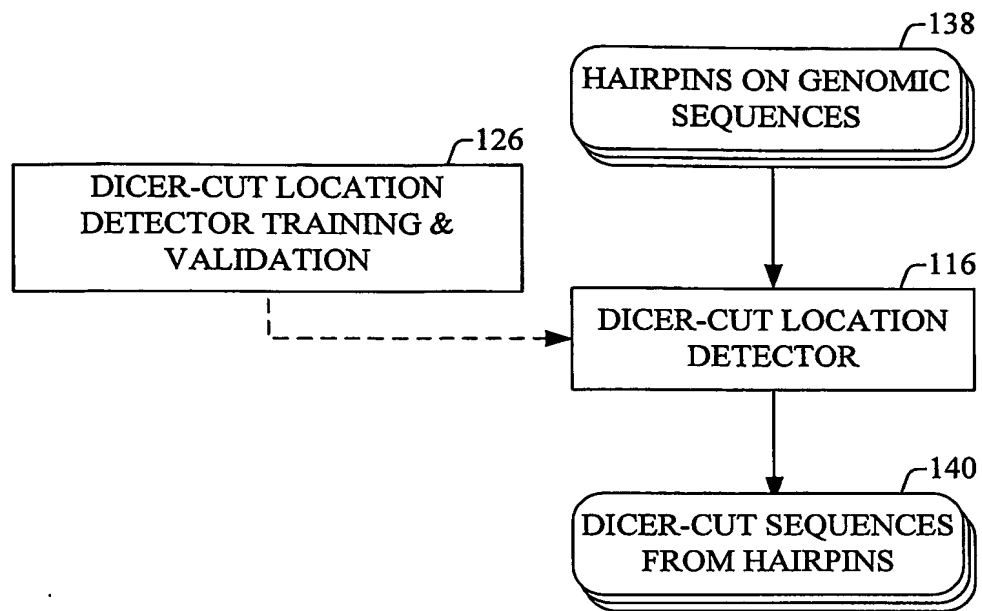 138
HAIRPINS ON GENOMIC
SEQUENCES
126
DICER-CUT LOCATION
DETECTOR TRAINING &
VALIDATION
116
DICER-CUT LOCATION
DETECTOR
140
DICER-CUT SEQUENCES
FROM HAIRPINS